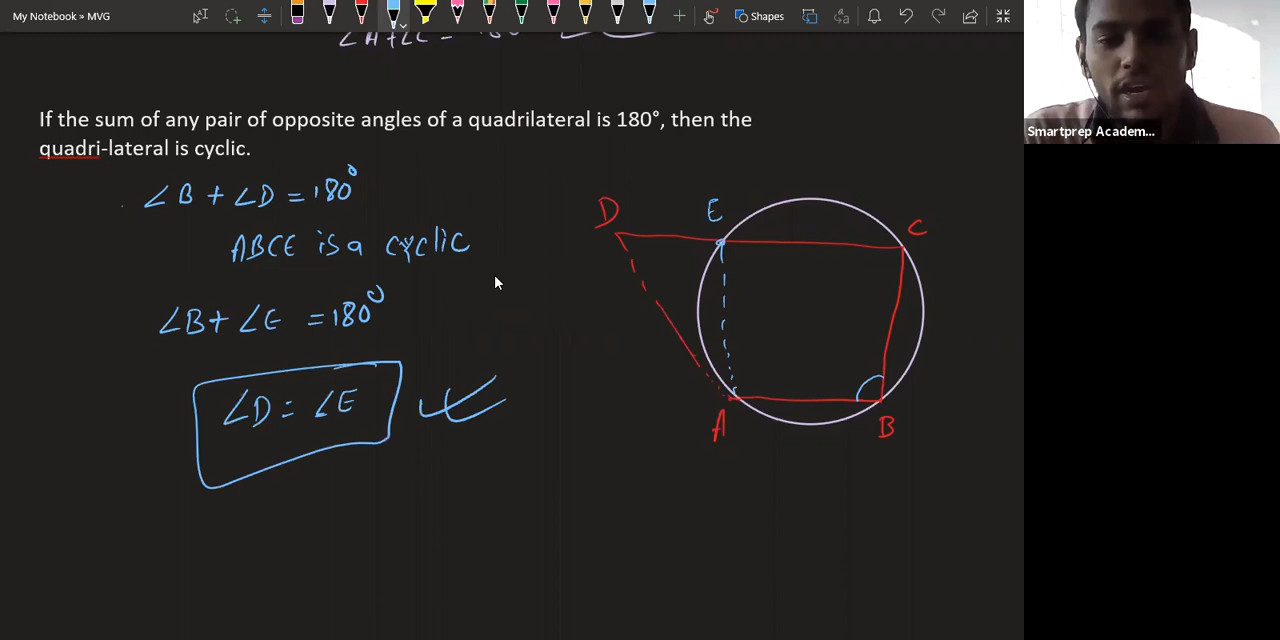 My Notebook » MVG
Shapes
∠A+∠C = 180
If the sum of any pair of opposite angles of a quadrilateral is 180°, then the
quadri-lateral is cyclic.
∠B + ∠D = 180°
ABCE is a cyclic
∠B + ∠E = 180°
∠D = ∠E
D
E
C
A
B
Smartprep Academ...